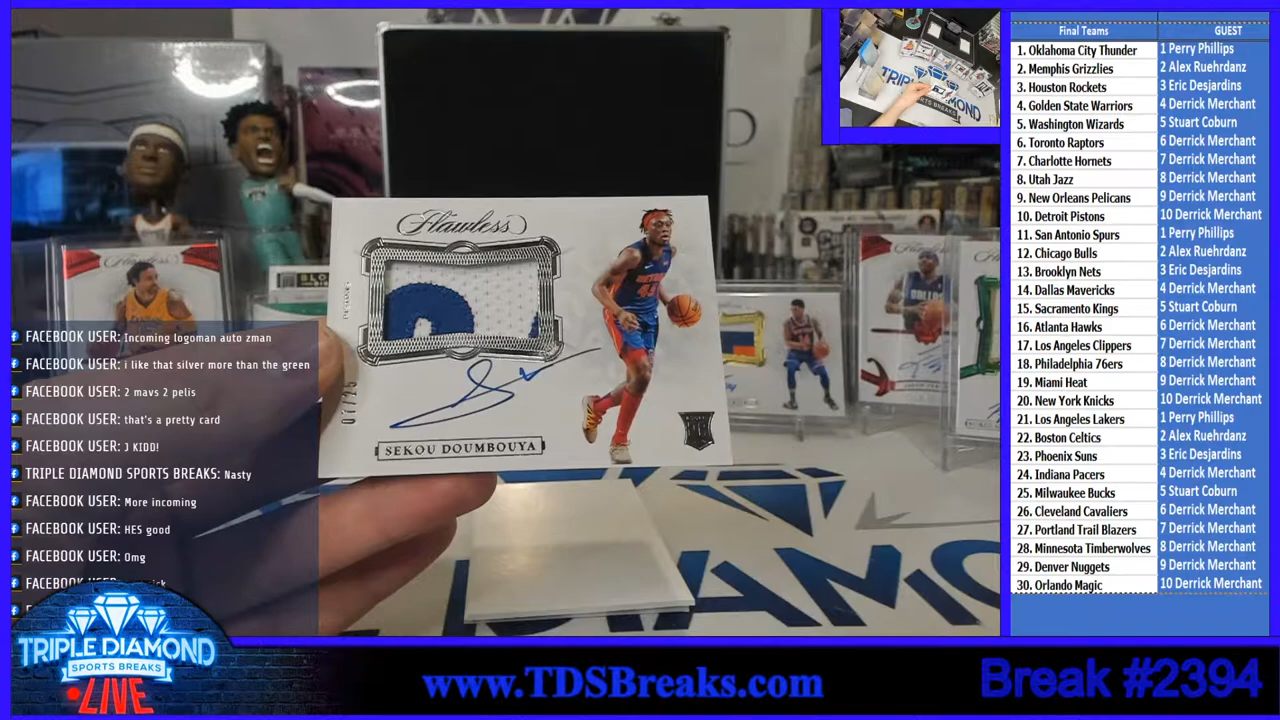 Flawless
07/25
SEKOU DOUMBOUYA
FACEBOOK USER: Incoming logoman auto zman
FACEBOOK USER: i like that silver more than the green
FACEBOOK USER: 2 mavs 2 pelis
FACEBOOK USER: that's a pretty card
FACEBOOK USER: J KIDD!
TRIPLE DIAMOND SPORTS BREAKS: Nasty
FACEBOOK USER: More incoming
FACEBOOK USER: HES good
FACEBOOK USER: Omg
FACEBOOK USER:
TRIPLE DIAMOND
SPORTS BREAKS
LIVE
www.TDSBreaks.com
Break #2394
Final Teams GUEST
1. Oklahoma City Thunder 1 Perry Phillips
2. Memphis Grizzlies 2 Alex Ruehrdanz
3. Houston Rockets 3 Eric Desjardins
4. Golden State Warriors 4 Derrick Merchant
5. Washington Wizards 5 Stuart Coburn
6. Toronto Raptors 6 Derrick Merchant
7. Charlotte Hornets 7 Derrick Merchant
8. Utah Jazz 8 Derrick Merchant
9. New Orleans Pelicans 9 Derrick Merchant
10. Detroit Pistons 10 Derrick Merchant
11. San Antonio Spurs 1 Perry Phillips
12. Chicago Bulls 2 Alex Ruehrdanz
13. Brooklyn Nets 3 Eric Desjardins
14. Dallas Mavericks 4 Derrick Merchant
15. Sacramento Kings 5 Stuart Coburn
16. Atlanta Hawks 6 Derrick Merchant
17. Los Angeles Clippers 7 Derrick Merchant
18. Philadelphia 76ers 8 Derrick Merchant
19. Miami Heat 9 Derrick Merchant
20. New York Knicks 10 Derrick Merchant
21. Los Angeles Lakers 1 Perry Phillips
22. Boston Celtics 2 Alex Ruehrdanz
23. Phoenix Suns 3 Eric Desjardins
24. Indiana Pacers 4 Derrick Merchant
25. Milwaukee Bucks 5 Stuart Coburn
26. Cleveland Cavaliers 6 Derrick Merchant
27. Portland Trail Blazers 7 Derrick Merchant
28. Minnesota Timberwolves 8 Derrick Merchant
29. Denver Nuggets 9 Derrick Merchant
30. Orlando Magic 10 Derrick Merchant